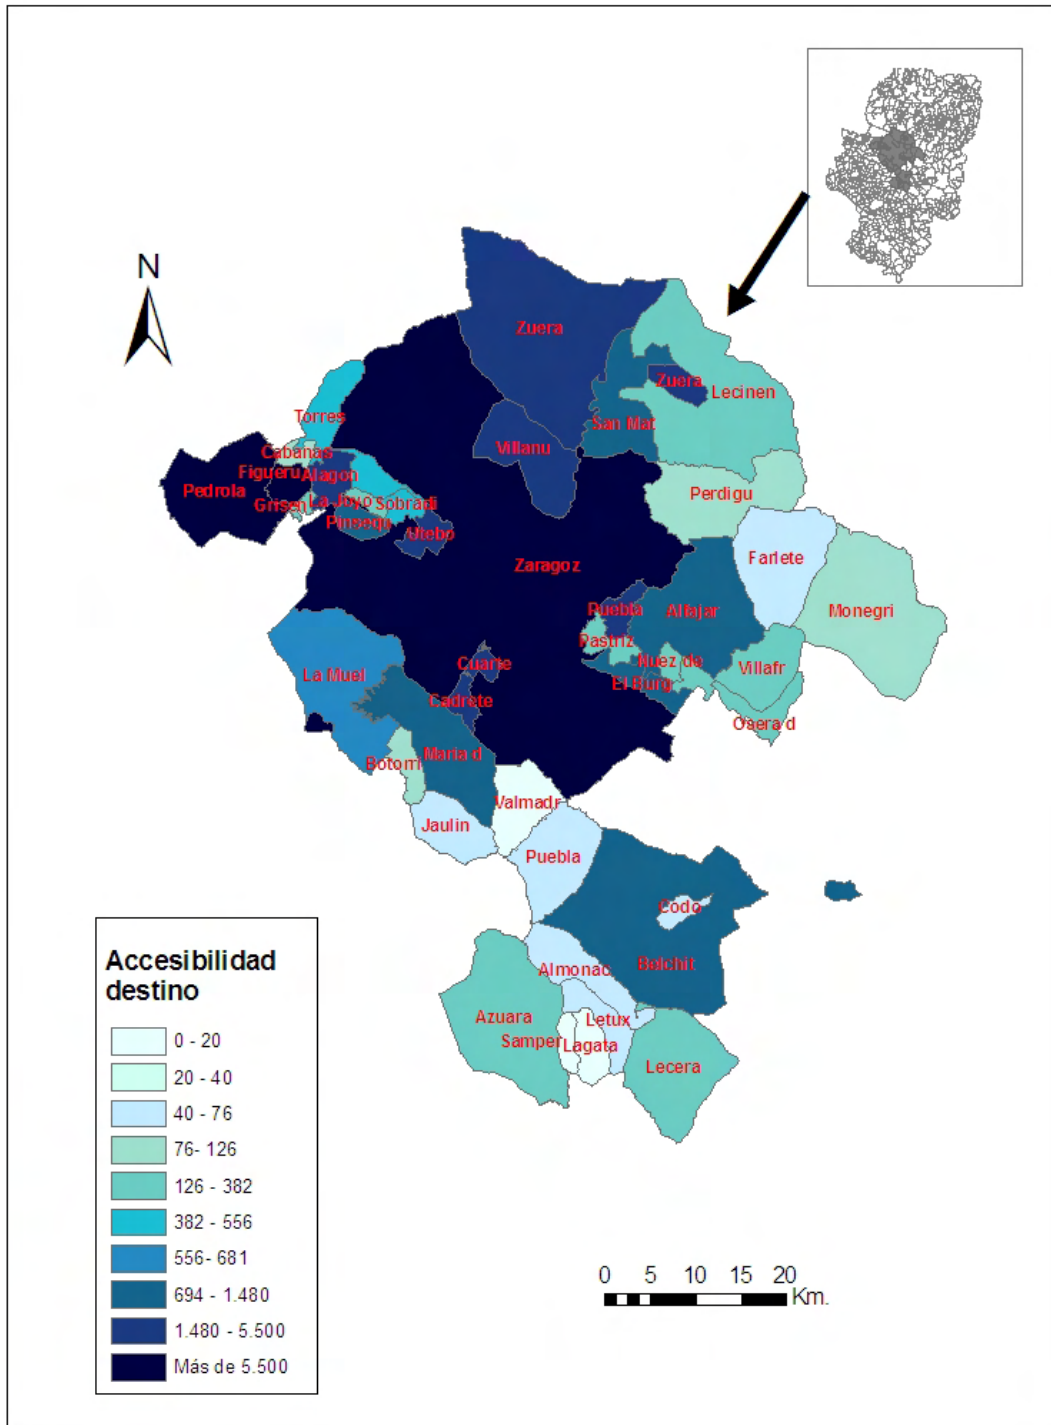 N
Zuera
Zuera
Lecinen
San Mat
Torres
Villanu
Cabanas
Figueru
Alagon
Pedrola
Perdigu
Grisen
La Joyo
Sobradi
Pinsequ
Utebo
Farlete
Zaragoz
Puebla
Alfajar
Monegri
Pastriz
Nuez de
Villafr
Cuarte
La Muel
El Burg
Cadrete
Osera d
Maria d
Botorri
Valmadr
Jaulin
Puebla
Codo
Almonac
Belchit
Azuara
Letux
Samper
Lagata
Lecera
Accesibilidad
destino
0 - 20
20 - 40
40 - 76
76- 126
126 - 382
382 - 556
556- 681
694 - 1.480
1.480 - 5.500
Más de 5.500
0 5 10 15 20
Km.